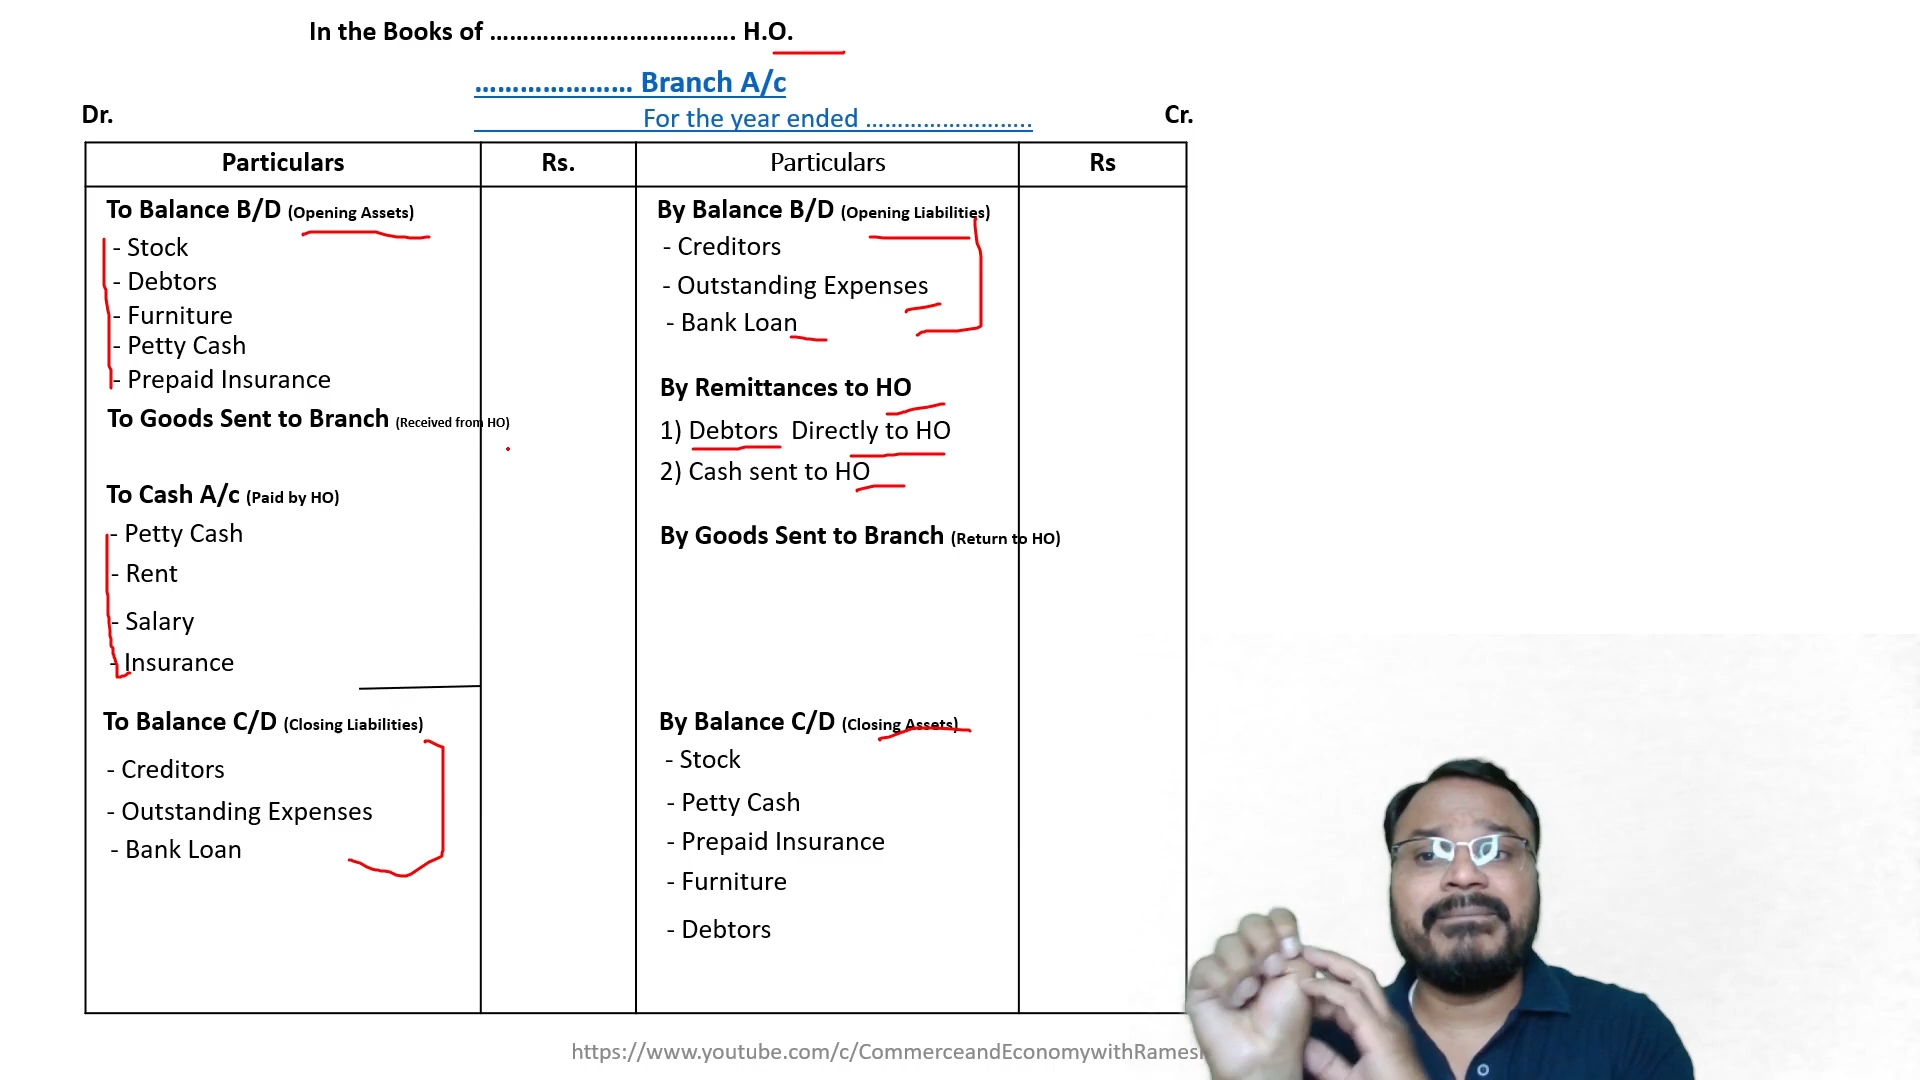 In the Books of ………………………………. H.O.
………………… Branch A/c
For the year ended ……………………..
Dr.
Cr.
Particulars Rs. Particulars Rs
To Balance B/D (Opening Assets)
- Stock
- Debtors
- Furniture
- Petty Cash
- Prepaid Insurance
To Goods Sent to Branch (Received from HO)
To Cash A/c (Paid by HO)
- Petty Cash
- Rent
- Salary
- Insurance
To Balance C/D (Closing Liabilities)
- Creditors
- Outstanding Expenses
- Bank Loan
By Balance B/D (Opening Liabilities)
- Creditors
- Outstanding Expenses
- Bank Loan
By Remittances to HO
1) Debtors Directly to HO
2) Cash sent to HO
By Goods Sent to Branch (Return to HO)
By Balance C/D (Closing Assets)
- Stock
- Petty Cash
- Prepaid Insurance
- Furniture
- Debtors